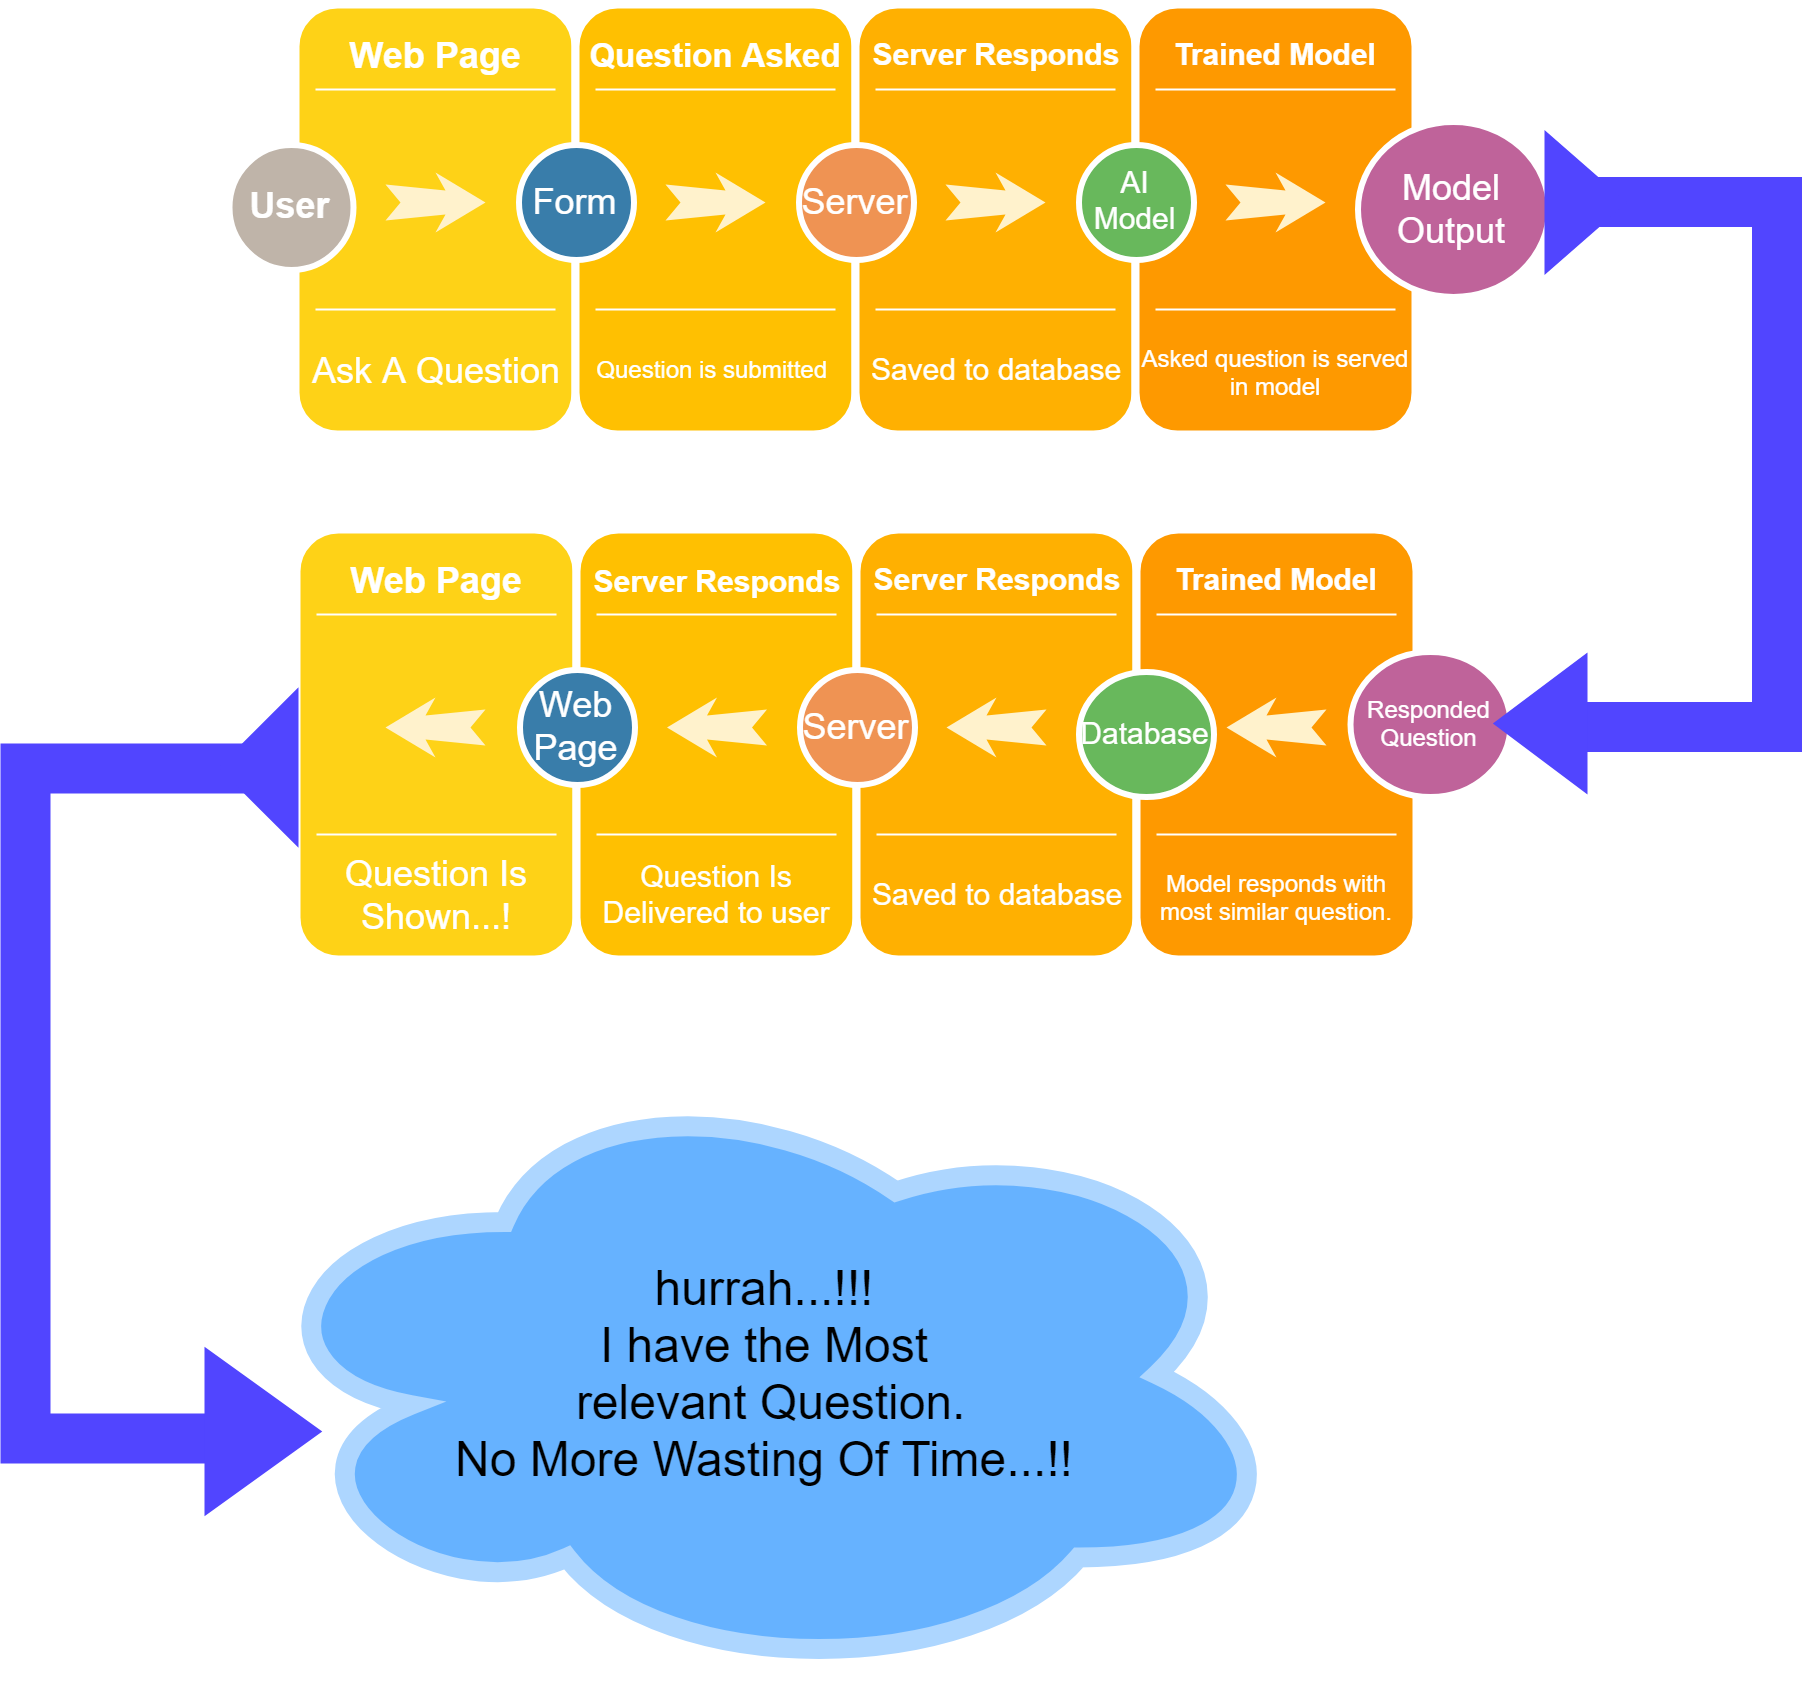 Web Page
Question Asked
Server Responds
Trained Model
User
Form
Server
AI
Model
Model
Output
Ask A Question
Question is submitted
Saved to database
Asked question is served
in model
Web Page
Server Responds
Server Responds
Trained Model
Web
Page
Server
Database
Responded
Question
Question Is
Shown...!
Question Is
Delivered to user
Saved to database
Model responds with
most similar question.
hurrah...!!!
I have the Most
relevant Question.
No More Wasting Of Time...!!